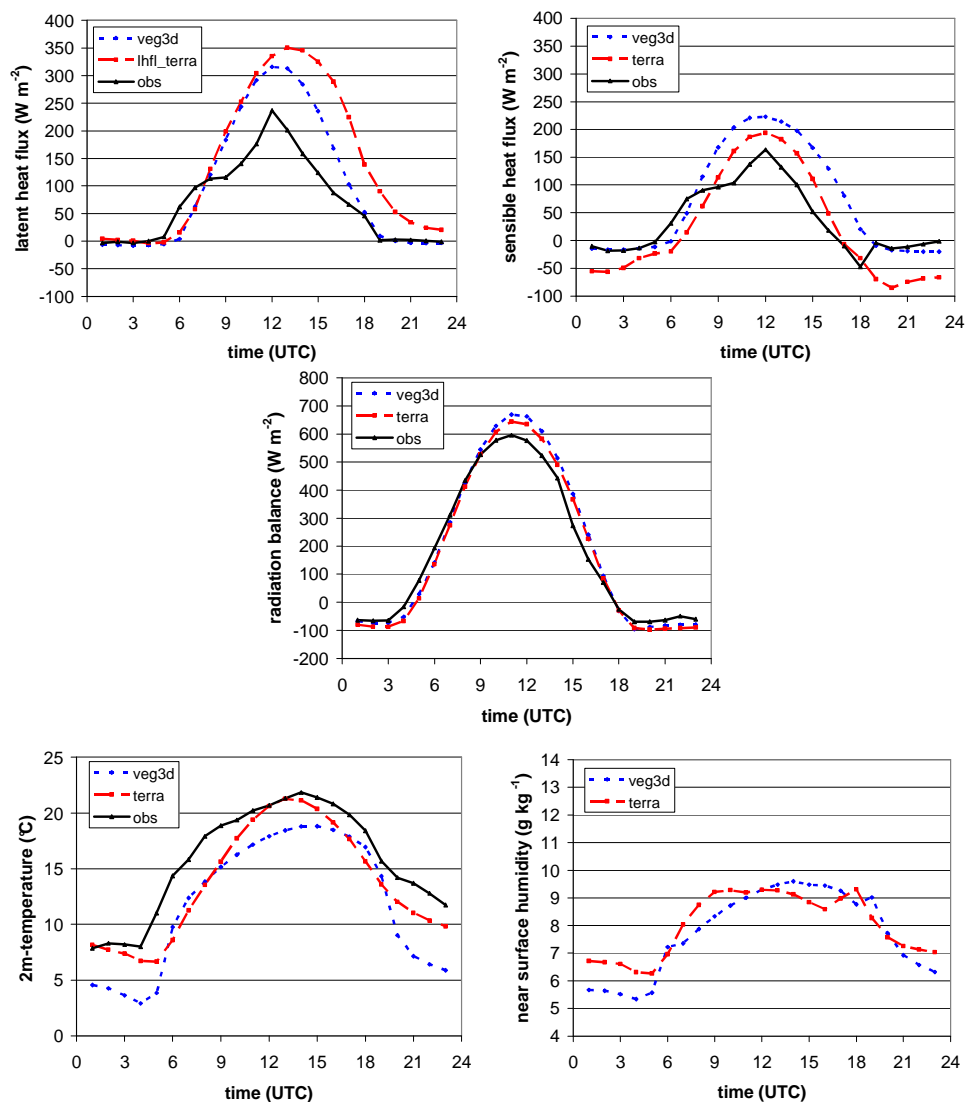 latent heat flux (W m-2)
400
350
300
250
200
150
100
50
0
-50
-100
veg3d
lhfl_terra
obs
0 3 6 9 12 15 18 21 24
time (UTC)
sensible heat flux (W m-2)
400
350
300
250
200
150
100
50
0
-50
-100
veg3d
terra
obs
0 3 6 9 12 15 18 21 24
time (UTC)
radiation balance (W m-2)
800
700
600
500
400
300
200
100
0
-100
-200
veg3d
terra
obs
0 3 6 9 12 15 18 21 24
time (UTC)
2m-temperature (°C)
25
20
15
10
5
0
veg3d
terra
obs
0 3 6 9 12 15 18 21 24
time (UTC)
near surface humidity (g kg-1)
14
13
12
11
10
9
8
7
6
5
4
veg3d
terra
0 3 6 9 12 15 18 21 24
time (UTC)